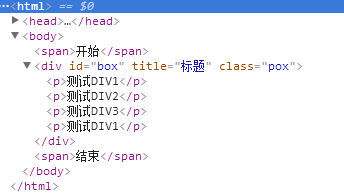 …<html> == $0
▶<head>…</head>
▼<body>
<span>开始</span>
▼<div id="box" title="标题" class="pox">
<p>测试DIV1</p>
<p>测试DIV2</p>
<p>测试DIV3</p>
<p>测试DIV1</p>
</div>
<span>结束</span>
</body>
</html>